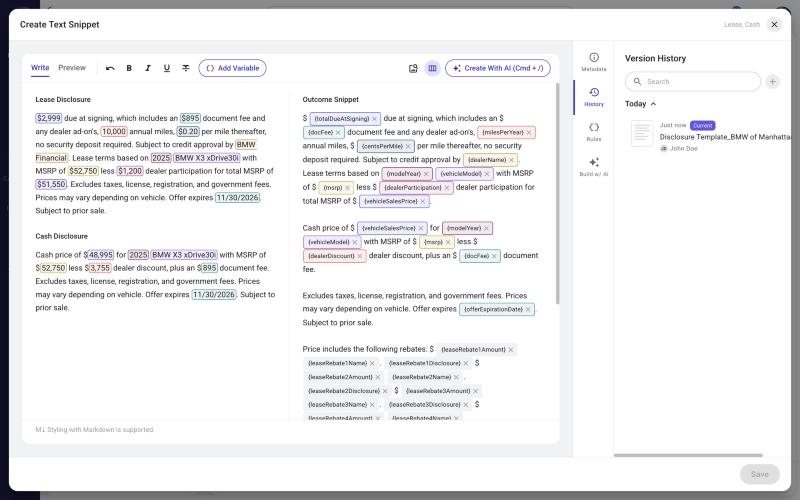 Create Text Snippet
Lease, Cash
Write
Preview
Add Variable
Create With AI (Cmd + /)
Lease Disclosure
$2,999 due at signing, which includes an $895 document fee and
any dealer ad-on's, 10,000 annual miles, $0.20 per mile thereafter,
no security deposit required. Subject to credit approval by BMW
Financial. Lease terms based on 2025 BMW X3 xDrive30i with
MSRP of $52,750 less $1,200 dealer participation for total MSRP of
$51,550. Excludes taxes, license, registration, and government fees.
Prices may vary depending on vehicle. Offer expires 11/30/2026.
Subject to prior sale.
Cash Disclosure
Cash price of $48,995 for 2025 BMW X3 xDrive30i with MSRP of
$52,750 less 3,755 dealer discount, plus an $895 document fee.
Excludes taxes, license, registration, and government fees. Prices
may vary depending on vehicle. Offer expires 11/30/2026. Subject to
prior sale.
Outcome Snippet
$ {totalDueAtSigning} due at signing, which includes an $
{docFee} document fee and any dealer ad-on's, {milesPerYear}
annual miles, $ {centsPerMile} per mile thereafter, no security
deposit required. Subject to credit approval by {dealerName} .
Lease terms based on {modelYear} {vehicleModel} with MSRP
of $ {msrp} less $ {dealerParticipation} dealer participation for
total MSRP of $ {vehicleSalesPrice} .
Cash price of $ {vehicleSalesPrice} for {modelYear}
{vehicleModel} with MSRP of $ {msrp} less $
{dealerDiscount} dealer discount, plus an $ {docFee} document
fee.
Excludes taxes, license, registration, and government fees. Prices
may vary depending on vehicle. Offer expires {offerExpirationDate} .
Subject to prior sale.
Price includes the following rebates: $ {leaseRebate1Amount}
{leaseRebate1Name} , {leaseRebate1Disclosure} $
{leaseRebate2Amount} {leaseRebate2Name} ,
{leaseRebate2Disclosure} $ {leaseRebate3Amount}
{leaseRebate3Name} {leaseRebate3Disclosure} $
{leaseRebate4Amount} {leaseRebate4Name}
M↓ Styling with Markdown is supported.
Metadata
History
Rules
Build w/ AI
Version History
Search
Today
Just now Current
Disclosure Template_BMW of Manhattan
John Doe
Save